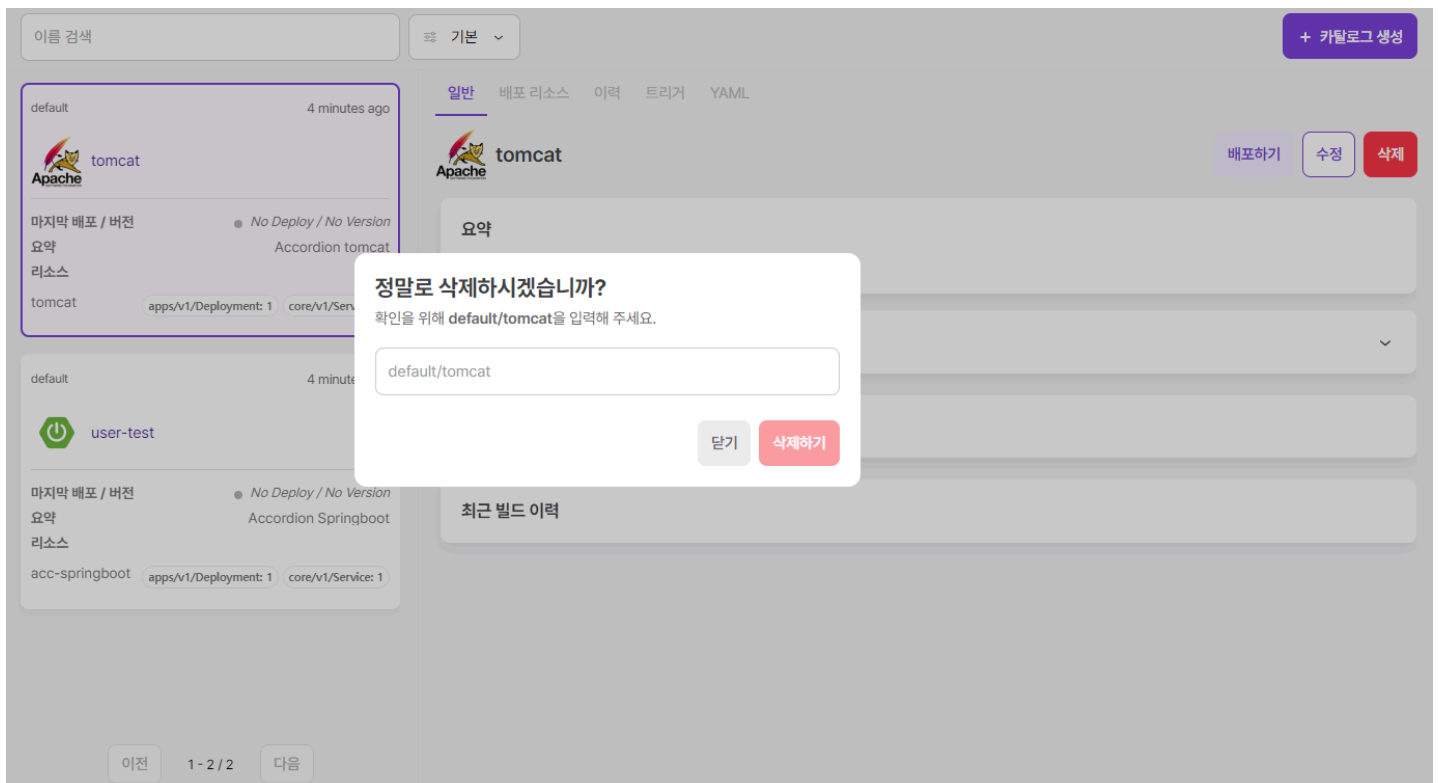 이름 검색
기본
+ 카탈로그 생성
default
4 minutes ago
Apache
tomcat
마지막 배포 / 버전
No Deploy / No Version
요약
Accordion tomcat
리소스
tomcat
apps/v1/Deployment: 1
default
user-test
마지막 배포 / 버전
No Deploy / No Version
요약
Accordion Springboot
리소스
acc-springboot
apps/v1/Deployment: 1
core/v1/Service: 1
이전
1 - 2 / 2
다음
일반
배포 리소스
이력
트리거
YAML
Apache
tomcat
배포하기
수정
삭제
요약
최근 빌드 이력
정말로 삭제하시겠습니까?
확인을 위해 default/tomcat을 입력해 주세요.
default/tomcat
닫기
삭제하기